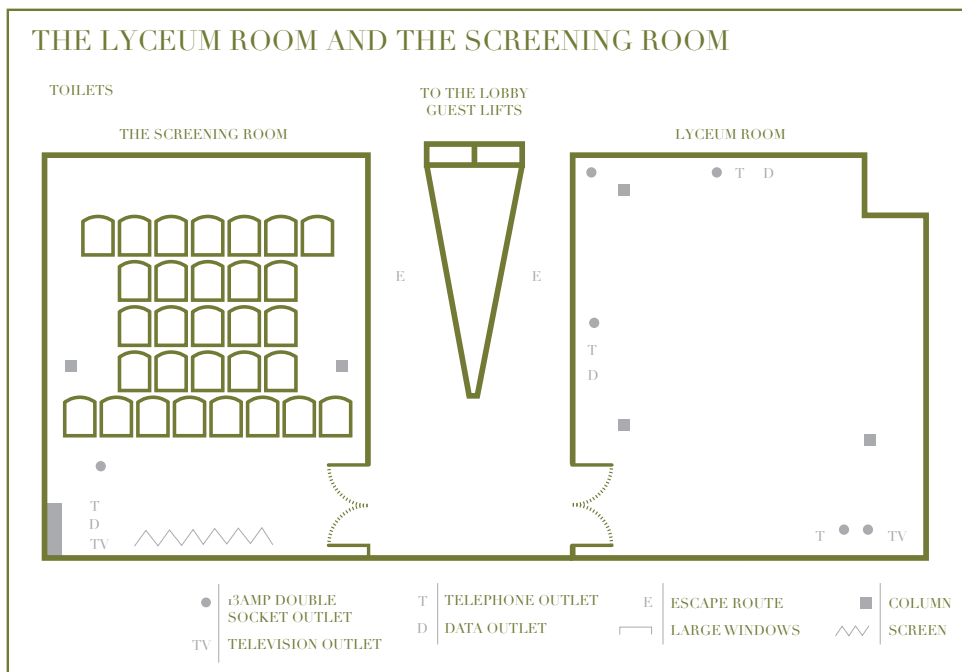 THE LYCEUM ROOM AND THE SCREENING ROOM
TOILETS
TO THE LOBBY
GUEST LIFTS
THE SCREENING ROOM
LYCEUM ROOM
T D
E
E
T
D
T
D
TV
T
TV
13AMP DOUBLE
SOCKET OUTLET
TV TELEVISION OUTLET
T TELEPHONE OUTLET
D DATA OUTLET
E ESCAPE ROUTE
LARGE WINDOWS
COLUMN
SCREEN